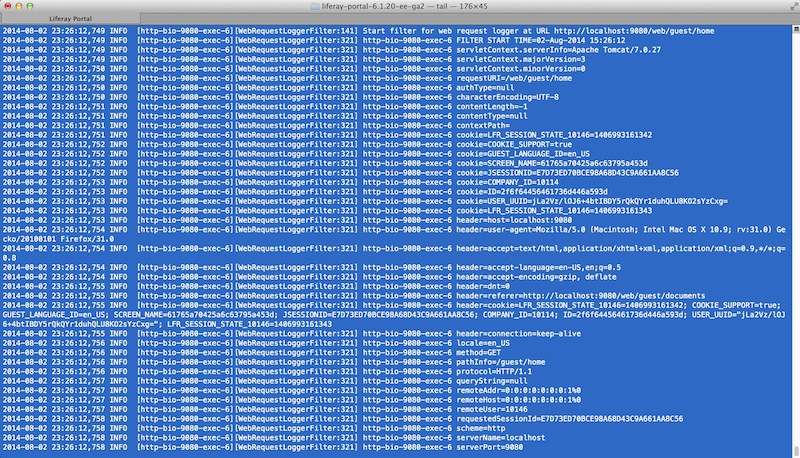 liferay-portal-6.1.20-ee-ga2 — tail — 176×45
Liferay Portal
2014-08-02 23:26:12,749 INFO  [http-bio-9080-exec-6][WebRequestLoggerFilter:141] Start filter for web request logger at URL http://localhost:9080/web/guest/home
2014-08-02 23:26:12,749 INFO  [http-bio-9080-exec-6][WebRequestLoggerFilter:321] http-bio-9080-exec-6 FILTER START TIME=02-Aug-2014 15:26:12
2014-08-02 23:26:12,749 INFO  [http-bio-9080-exec-6][WebRequestLoggerFilter:321] http-bio-9080-exec-6 servletContext.serverInfo=Apache Tomcat/7.0.27
2014-08-02 23:26:12,750 INFO  [http-bio-9080-exec-6][WebRequestLoggerFilter:321] http-bio-9080-exec-6 servletContext.majorVersion=3
2014-08-02 23:26:12,750 INFO  [http-bio-9080-exec-6][WebRequestLoggerFilter:321] http-bio-9080-exec-6 servletContext.minorVersion=0
2014-08-02 23:26:12,750 INFO  [http-bio-9080-exec-6][WebRequestLoggerFilter:321] http-bio-9080-exec-6 requestURI=/web/guest/home
2014-08-02 23:26:12,750 INFO  [http-bio-9080-exec-6][WebRequestLoggerFilter:321] http-bio-9080-exec-6 authType=null
2014-08-02 23:26:12,750 INFO  [http-bio-9080-exec-6][WebRequestLoggerFilter:321] http-bio-9080-exec-6 characterEncoding=UTF-8
2014-08-02 23:26:12,751 INFO  [http-bio-9080-exec-6][WebRequestLoggerFilter:321] http-bio-9080-exec-6 contentLength=-1
2014-08-02 23:26:12,751 INFO  [http-bio-9080-exec-6][WebRequestLoggerFilter:321] http-bio-9080-exec-6 contentType=null
2014-08-02 23:26:12,751 INFO  [http-bio-9080-exec-6][WebRequestLoggerFilter:321] http-bio-9080-exec-6 contextPath=
2014-08-02 23:26:12,751 INFO  [http-bio-9080-exec-6][WebRequestLoggerFilter:321] http-bio-9080-exec-6 cookie=LFR_SESSION_STATE_10146=1406993161342
2014-08-02 23:26:12,752 INFO  [http-bio-9080-exec-6][WebRequestLoggerFilter:321] http-bio-9080-exec-6 cookie=COOKIE_SUPPORT=true
2014-08-02 23:26:12,752 INFO  [http-bio-9080-exec-6][WebRequestLoggerFilter:321] http-bio-9080-exec-6 cookie=GUEST_LANGUAGE_ID=en_US
2014-08-02 23:26:12,752 INFO  [http-bio-9080-exec-6][WebRequestLoggerFilter:321] http-bio-9080-exec-6 cookie=SCREEN_NAME=61765a70425a6c63795a453d
2014-08-02 23:26:12,752 INFO  [http-bio-9080-exec-6][WebRequestLoggerFilter:321] http-bio-9080-exec-6 cookie=JSESSIONID=E7D73ED70BCE98A68D43C9A661AA8C56
2014-08-02 23:26:12,753 INFO  [http-bio-9080-exec-6][WebRequestLoggerFilter:321] http-bio-9080-exec-6 cookie=COMPANY_ID=10114
2014-08-02 23:26:12,753 INFO  [http-bio-9080-exec-6][WebRequestLoggerFilter:321] http-bio-9080-exec-6 cookie=ID=2f6f64456461736d446a593d
2014-08-02 23:26:12,753 INFO  [http-bio-9080-exec-6][WebRequestLoggerFilter:321] http-bio-9080-exec-6 cookie=USER_UUID=jLa2Vz/lOJ6+4btIBDY5rQkQYr1duhQLU8KO2sYzCxg=
2014-08-02 23:26:12,753 INFO  [http-bio-9080-exec-6][WebRequestLoggerFilter:321] http-bio-9080-exec-6 cookie=LFR_SESSION_STATE_10146=1406993161343
2014-08-02 23:26:12,754 INFO  [http-bio-9080-exec-6][WebRequestLoggerFilter:321] http-bio-9080-exec-6 header=host=localhost:9080
2014-08-02 23:26:12,754 INFO  [http-bio-9080-exec-6][WebRequestLoggerFilter:321] http-bio-9080-exec-6 header=user-agent=Mozilla/5.0 (Macintosh; Intel Mac OS X 10.9; rv:31.0) Ge
cko/20100101 Firefox/31.0
2014-08-02 23:26:12,754 INFO  [http-bio-9080-exec-6][WebRequestLoggerFilter:321] http-bio-9080-exec-6 header=accept=text/html,application/xhtml+xml,application/xml;q=0.9,*/*;q=
0.8
2014-08-02 23:26:12,754 INFO  [http-bio-9080-exec-6][WebRequestLoggerFilter:321] http-bio-9080-exec-6 header=accept-language=en-US,en;q=0.5
2014-08-02 23:26:12,755 INFO  [http-bio-9080-exec-6][WebRequestLoggerFilter:321] http-bio-9080-exec-6 header=accept-encoding=gzip, deflate
2014-08-02 23:26:12,755 INFO  [http-bio-9080-exec-6][WebRequestLoggerFilter:321] http-bio-9080-exec-6 header=dnt=0
2014-08-02 23:26:12,755 INFO  [http-bio-9080-exec-6][WebRequestLoggerFilter:321] http-bio-9080-exec-6 header=referer=http://localhost:9080/web/guest/documents
2014-08-02 23:26:12,755 INFO  [http-bio-9080-exec-6][WebRequestLoggerFilter:321] http-bio-9080-exec-6 header=cookie=LFR_SESSION_STATE_10146=1406993161342; COOKIE_SUPPORT=true;
GUEST_LANGUAGE_ID=en_US; SCREEN_NAME=61765a70425a6c63795a453d; JSESSIONID=E7D73ED70BCE98A68D43C9A661AA8C56; COMPANY_ID=10114; ID=2f6f64456461736d446a593d; USER_UUID="jLa2Vz/lOJ
6+4btIBDY5rQkQYr1duhQLU8KO2sYzCxg="; LFR_SESSION_STATE_10146=1406993161343
2014-08-02 23:26:12,755 INFO  [http-bio-9080-exec-6][WebRequestLoggerFilter:321] http-bio-9080-exec-6 header=connection=keep-alive
2014-08-02 23:26:12,756 INFO  [http-bio-9080-exec-6][WebRequestLoggerFilter:321] http-bio-9080-exec-6 locale=en_US
2014-08-02 23:26:12,756 INFO  [http-bio-9080-exec-6][WebRequestLoggerFilter:321] http-bio-9080-exec-6 method=GET
2014-08-02 23:26:12,756 INFO  [http-bio-9080-exec-6][WebRequestLoggerFilter:321] http-bio-9080-exec-6 pathInfo=/guest/home
2014-08-02 23:26:12,756 INFO  [http-bio-9080-exec-6][WebRequestLoggerFilter:321] http-bio-9080-exec-6 protocol=HTTP/1.1
2014-08-02 23:26:12,757 INFO  [http-bio-9080-exec-6][WebRequestLoggerFilter:321] http-bio-9080-exec-6 queryString=null
2014-08-02 23:26:12,757 INFO  [http-bio-9080-exec-6][WebRequestLoggerFilter:321] http-bio-9080-exec-6 remoteAddr=0:0:0:0:0:0:0:1%0
2014-08-02 23:26:12,757 INFO  [http-bio-9080-exec-6][WebRequestLoggerFilter:321] http-bio-9080-exec-6 remoteHost=0:0:0:0:0:0:0:1%0
2014-08-02 23:26:12,757 INFO  [http-bio-9080-exec-6][WebRequestLoggerFilter:321] http-bio-9080-exec-6 remoteUser=10146
2014-08-02 23:26:12,757 INFO  [http-bio-9080-exec-6][WebRequestLoggerFilter:321] http-bio-9080-exec-6 requestedSessionId=E7D73ED70BCE98A68D43C9A661AA8C56
2014-08-02 23:26:12,758 INFO  [http-bio-9080-exec-6][WebRequestLoggerFilter:321] http-bio-9080-exec-6 scheme=http
2014-08-02 23:26:12,758 INFO  [http-bio-9080-exec-6][WebRequestLoggerFilter:321] http-bio-9080-exec-6 serverName=localhost
2014-08-02 23:26:12,758 INFO  [http-bio-9080-exec-6][WebRequestLoggerFilter:321] http-bio-9080-exec-6 serverPort=9080